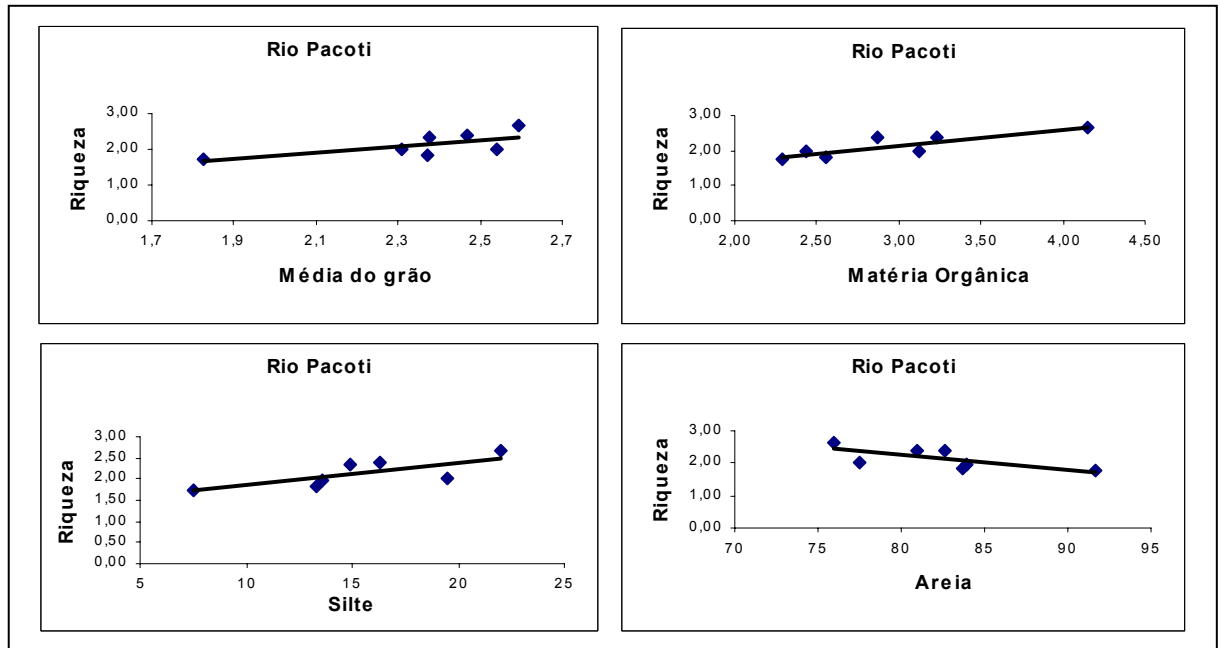 Rio Pacoti
Riqueza
3,00
2,00
1,00
0,00
1,7 1,9 2,1 2,3 2,5 2,7
Média do grão
Rio Pacoti
Riqueza
3,00
2,00
1,00
0,00
2,00 2,50 3,00 3,50 4,00 4,50
Matéria Orgânica
Rio Pacoti
Riqueza
3,00
2,50
2,00
1,50
1,00
0,50
0,00
5 10 15 20 25
Silte
Rio Pacoti
Riqueza
3,00
2,00
1,00
0,00
70 75 80 85 90 95
Areia